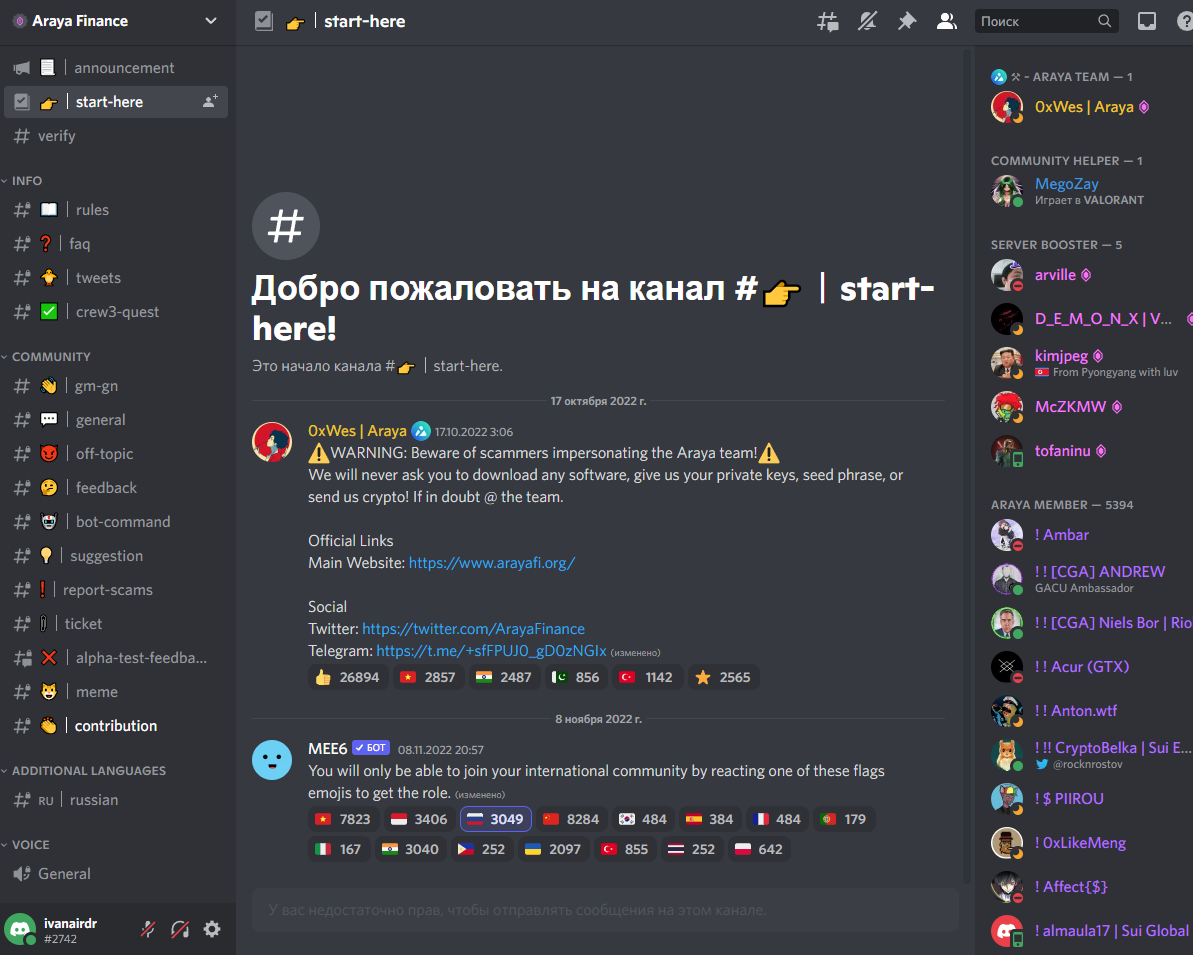 Araya Finance
announcement
start-here
verify
INFO
rules
faq
tweets
crew3-quest
COMMUNITY
gm-gn
general
off-topic
feedback
bot-command
suggestion
report-scams
ticket
alpha-test-feedba...
meme
contribution
ADDITIONAL LANGUAGES
RU | russian
VOICE
General
ivanairdr
#2742
start-here
Поиск
Добро пожаловать на канал #👉 | start-
here!
Это начало канала #👉 | start-here.
17 октября 2022 г.
0xWes | Araya 17.10.2022 3:06
⚠️WARNING: Beware of scammers impersonating the Araya team!⚠️
We will never ask you to download any software, give us your private keys, seed phrase, or
send us crypto! If in doubt @ the team.
Official Links
Main Website: https://www.arayafi.org/
Social
Twitter: https://twitter.com/ArayaFinance
Telegram: https://t.me/+sfFPUJ0_gD0zNGIx (изменено)
26894 2857 2487 856 1142 2565
8 ноября 2022 г.
MEE6 ✓ БОТ 08.11.2022 20:57
You will only be able to join your international community by reacting one of these flags
emojis to get the role. (изменено)
7823 3406 3049 8284 484 384 484 179
167 3040 252 2097 855 252 642
У вас недостаточно прав, чтобы отправлять сообщения на этом канале.
⚒ - ARAYA TEAM — 1
0xWes | Araya
COMMUNITY HELPER — 1
MegoZay
Играет в VALORANT
SERVER BOOSTER — 5
arville
D_E_M_O_N_X | V...
kimjpeg
From Pyongyang with luv
McZKMW
tofaninu
ARAYA MEMBER — 5394
! Ambar
! ! [CGA] ANDREW
GACU Ambassador
! ! [CGA] Niels Bor | Rio
! ! Acur (GTX)
! ! Anton.wtf
! !! CryptoBelka | Sui E...
@rocknrostov
! $ PIIROU
! 0xLikeMeng
! Affect{$}
! almaula17 | Sui Global